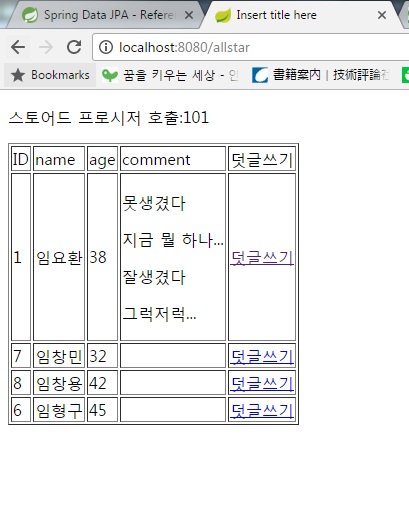 Spring Data JPA - Refere
Insert title here
localhost:8080/allstar
Bookmarks
꿈을 키우는 세상 - 인
書籍案内｜技術評論社
스토어드 프로시저 호출:101
ID name age comment 덧글쓰기
못생겼다
지금 뭘 하나...
1 임요환 38 덧글쓰기
잘생겼다
그럭저럭...
7 임창민 32 덧글쓰기
8 임창용 42 덧글쓰기
6 임형구 45 덧글쓰기